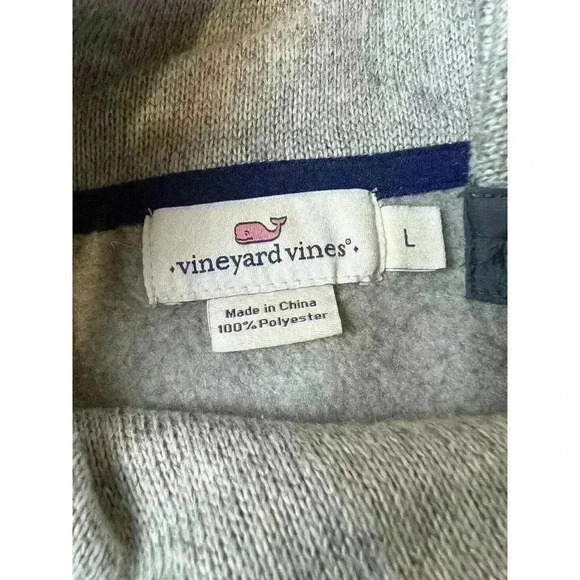 vineyard vines®
L
Made in China
100% Polyester